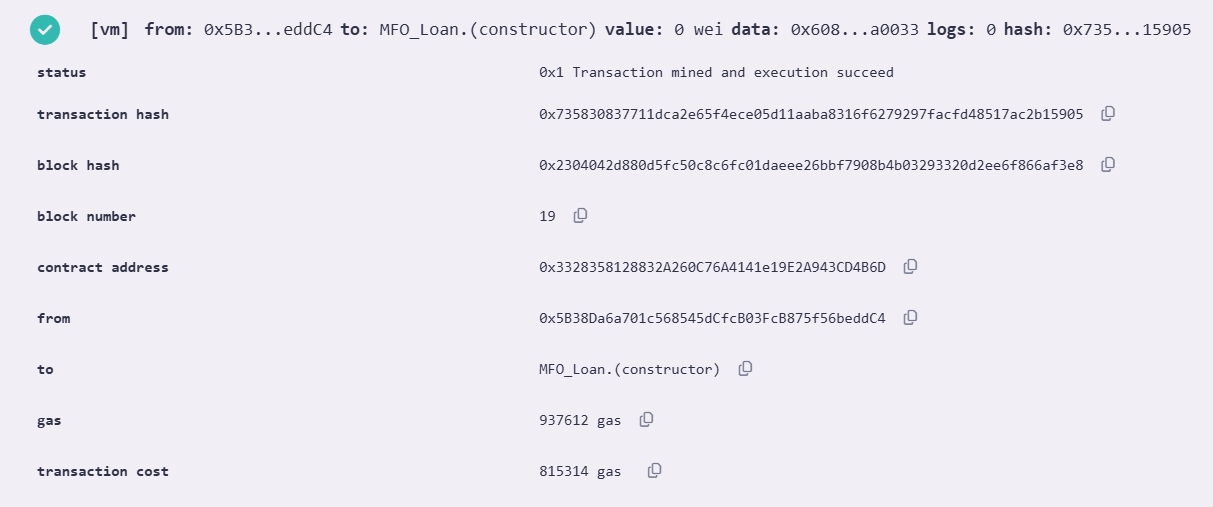 [vm] from: 0x5B3...eddC4 to: MFO_Loan.(constructor) value: 0 wei data: 0x608...a0033 logs: 0 hash: 0x735...15905
status 0x1 Transaction mined and execution succeed
transaction hash 0x735830837711dca2e65f4ece05d11aaba8316f6279297facfd48517ac2b15905
block hash 0x2304042d880d5fc50c8c6fc01daeee26bbf7908b4b03293320d2ee6f866af3e8
block number 19
contract address 0x3328358128832A260C76A4141e19E2A943CD4B6D
from 0x5B38Da6a701c568545dCfcB03FcB875f56beddC4
to MFO_Loan.(constructor)
gas 937612 gas
transaction cost 815314 gas